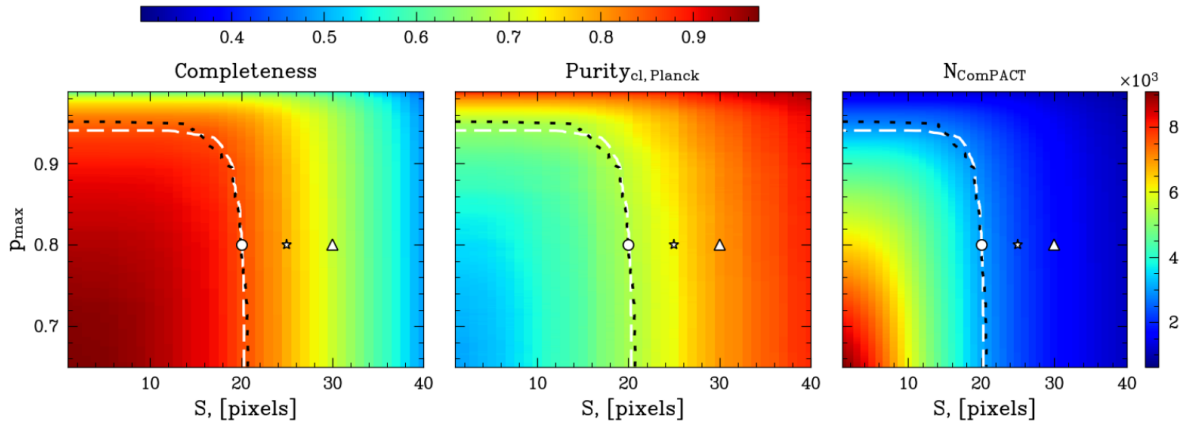 0.4 0.5 0.6 0.7 0.8 0.9
Completeness
Purity_cl, Planck
N_ComPACT
×10³
p_max
0.9
0.8
0.7
8
6
4
2
10 20 30 40
10 20 30 40
10 20 30 40
S, [pixels]
S, [pixels]
S, [pixels]